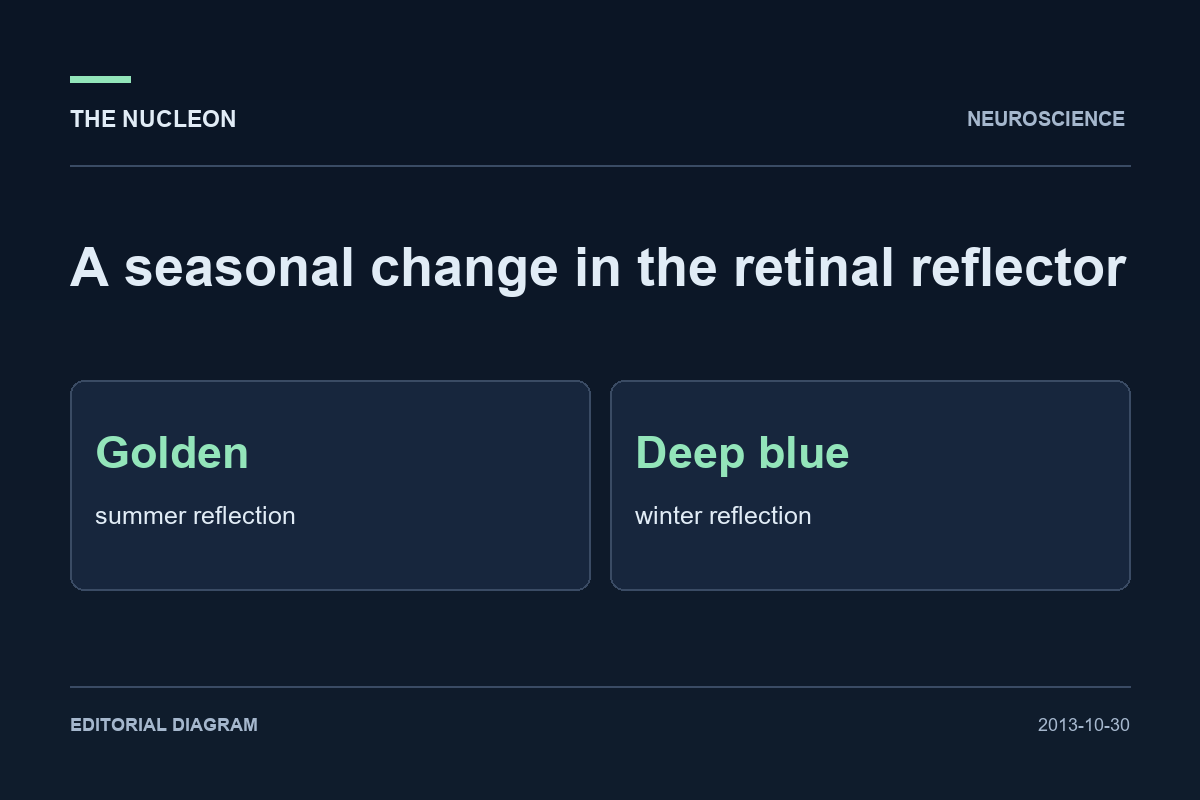 THE NUCLEON
NEUROSCIENCE
A seasonal change in the retinal reflector
Golden
summer reflection
Deep blue
winter reflection
EDITORIAL DIAGRAM
2013-10-30